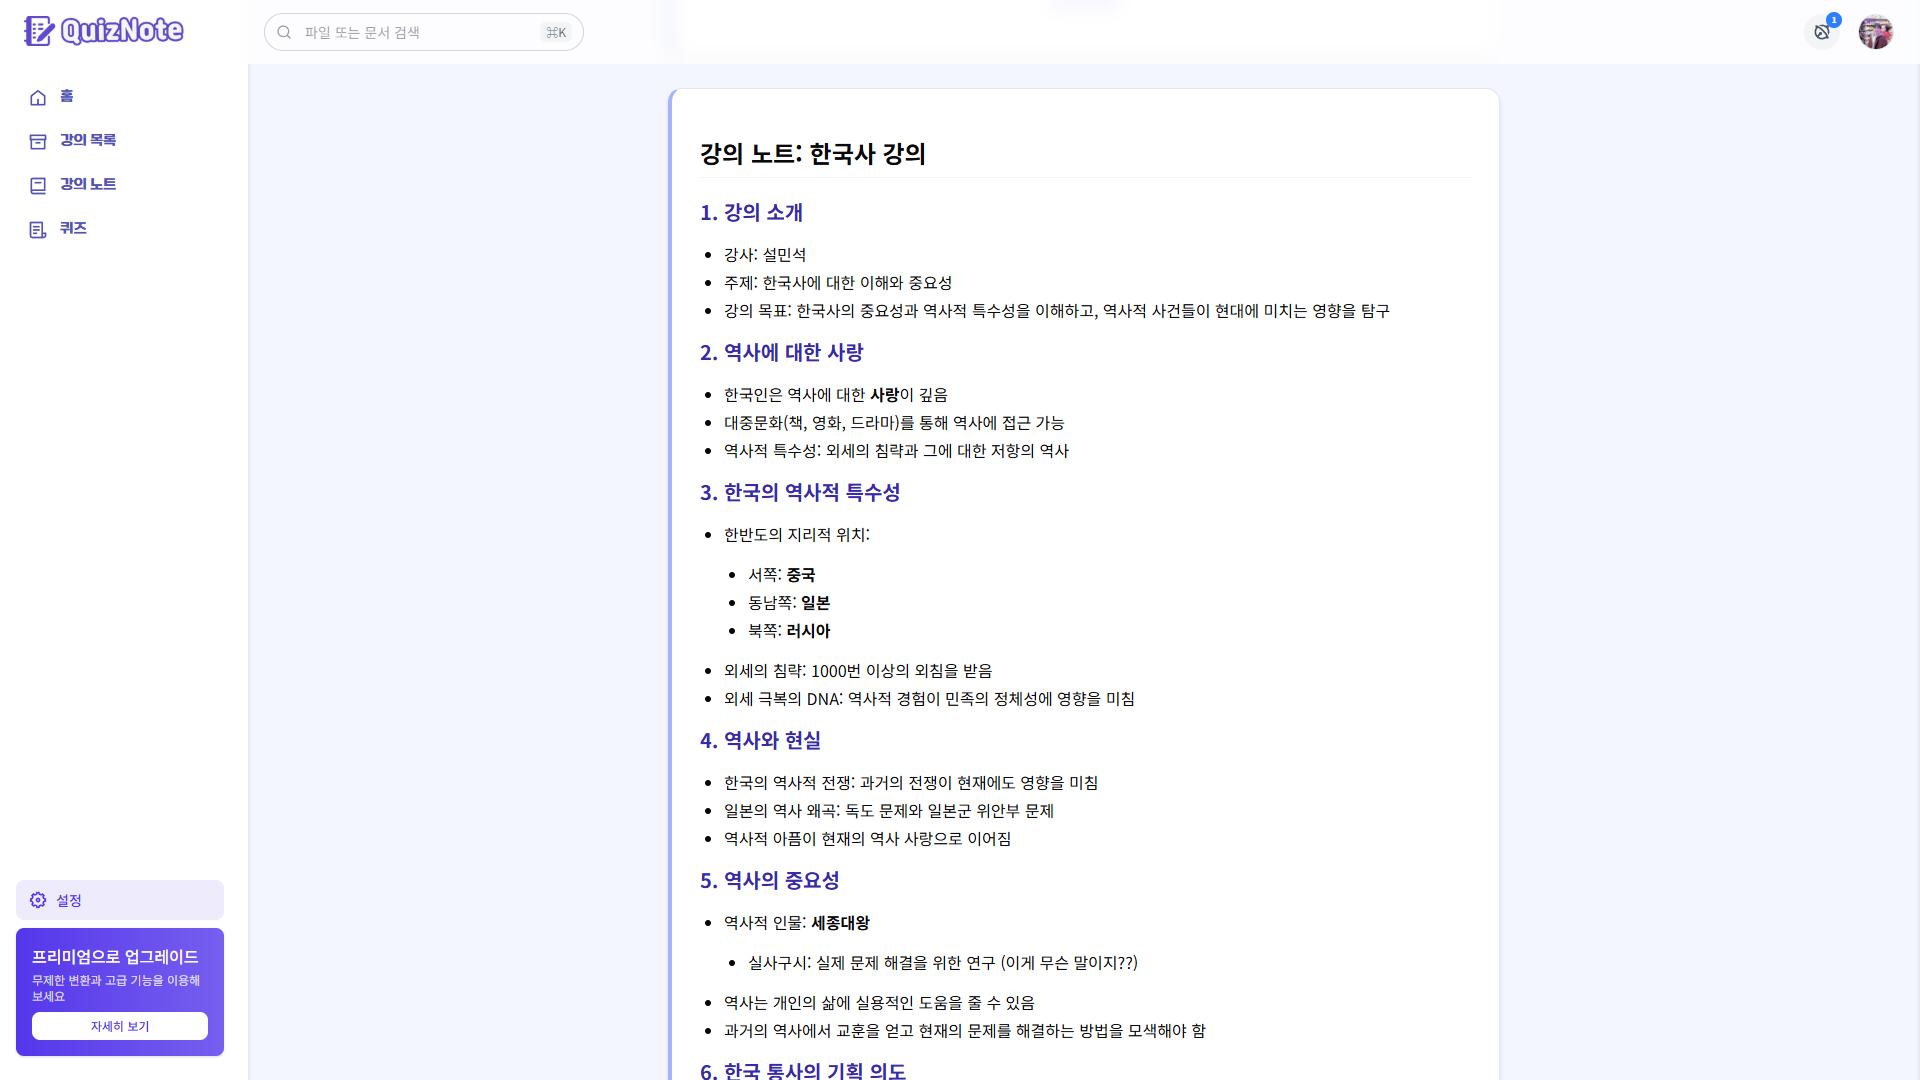 QuizNote
파일 또는 문서 검색
⌘K
1
홈
강의 목록
강의 노트
퀴즈
강의 노트: 한국사 강의
1. 강의 소개
강사: 설민석
주제: 한국사에 대한 이해와 중요성
강의 목표: 한국사의 중요성과 역사적 특수성을 이해하고, 역사적 사건들이 현대에 미치는 영향을 탐구
2. 역사에 대한 사랑
한국인은 역사에 대한 사랑이 깊음
대중문화(책, 영화, 드라마)를 통해 역사에 접근 가능
역사적 특수성: 외세의 침략과 그에 대한 저항의 역사
3. 한국의 역사적 특수성
한반도의 지리적 위치:
서쪽: 중국
동남쪽: 일본
북쪽: 러시아
외세의 침략: 1000번 이상의 외침을 받음
외세 극복의 DNA: 역사적 경험이 민족의 정체성에 영향을 미침
4. 역사와 현실
한국의 역사적 전쟁: 과거의 전쟁이 현재에도 영향을 미침
일본의 역사 왜곡: 독도 문제와 일본군 위안부 문제
역사적 아픔이 현재의 역사 사랑으로 이어짐
5. 역사의 중요성
역사적 인물: 세종대왕
실사구시: 실제 문제 해결을 위한 연구 (이게 무슨 말이지??)
역사는 개인의 삶에 실용적인 도움을 줄 수 있음
과거의 역사에서 교훈을 얻고 현재의 문제를 해결하는 방법을 모색해야 함
6. 한국 통사의 기획 의도
설정
프리미엄으로 업그레이드
무제한 변환과 고급 기능을 이용해
보세요
자세히 보기